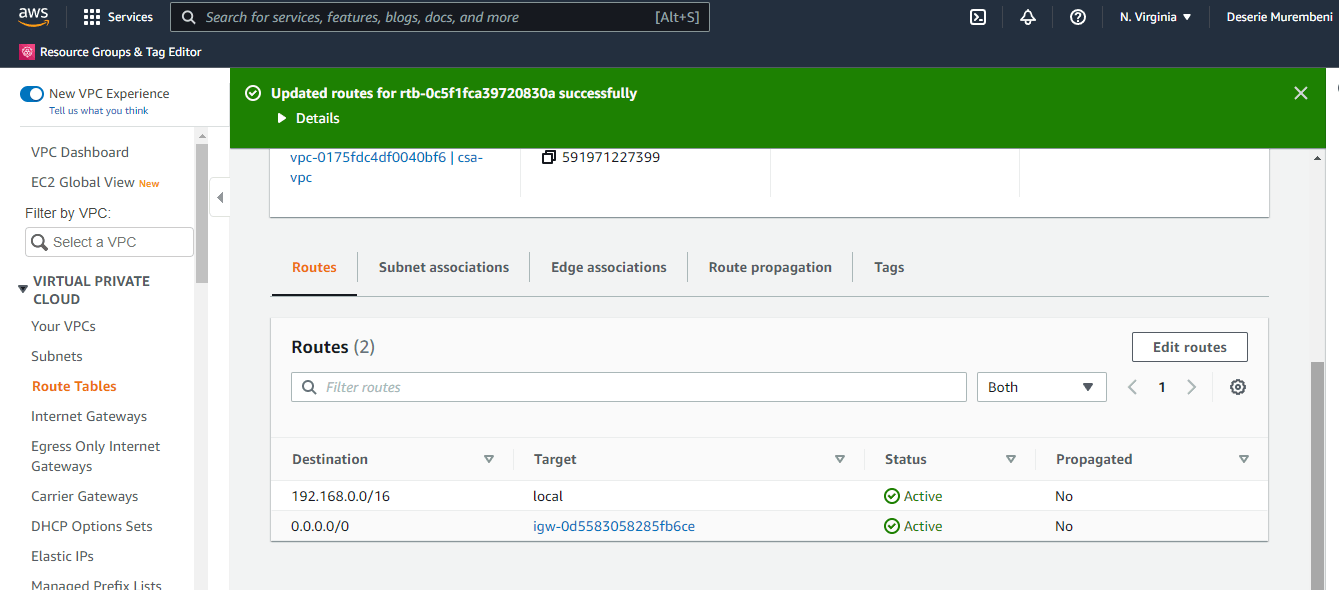 aws
Services
Search for services, features, blogs, docs, and more [Alt+S]
N. Virginia
Deserie Murembeni
Resource Groups & Tag Editor
New VPC Experience
Tell us what you think
VPC Dashboard
EC2 Global View New
Filter by VPC:
Select a VPC
VIRTUAL PRIVATE
CLOUD
Your VPCs
Subnets
Route Tables
Internet Gateways
Egress Only Internet
Gateways
Carrier Gateways
DHCP Options Sets
Elastic IPs
Managed Prefix Lists
Updated routes for rtb-0c5f1fca39720830a successfully
Details
vpc-0175fdc4df0040bf6 | csa-
vpc
591971227399
Routes Subnet associations Edge associations Route propagation Tags
Routes (2)
Edit routes
Filter routes
Both
1
Destination Target Status Propagated
192.168.0.0/16 local Active No
0.0.0.0/0 igw-0d5583058285fb6ce Active No